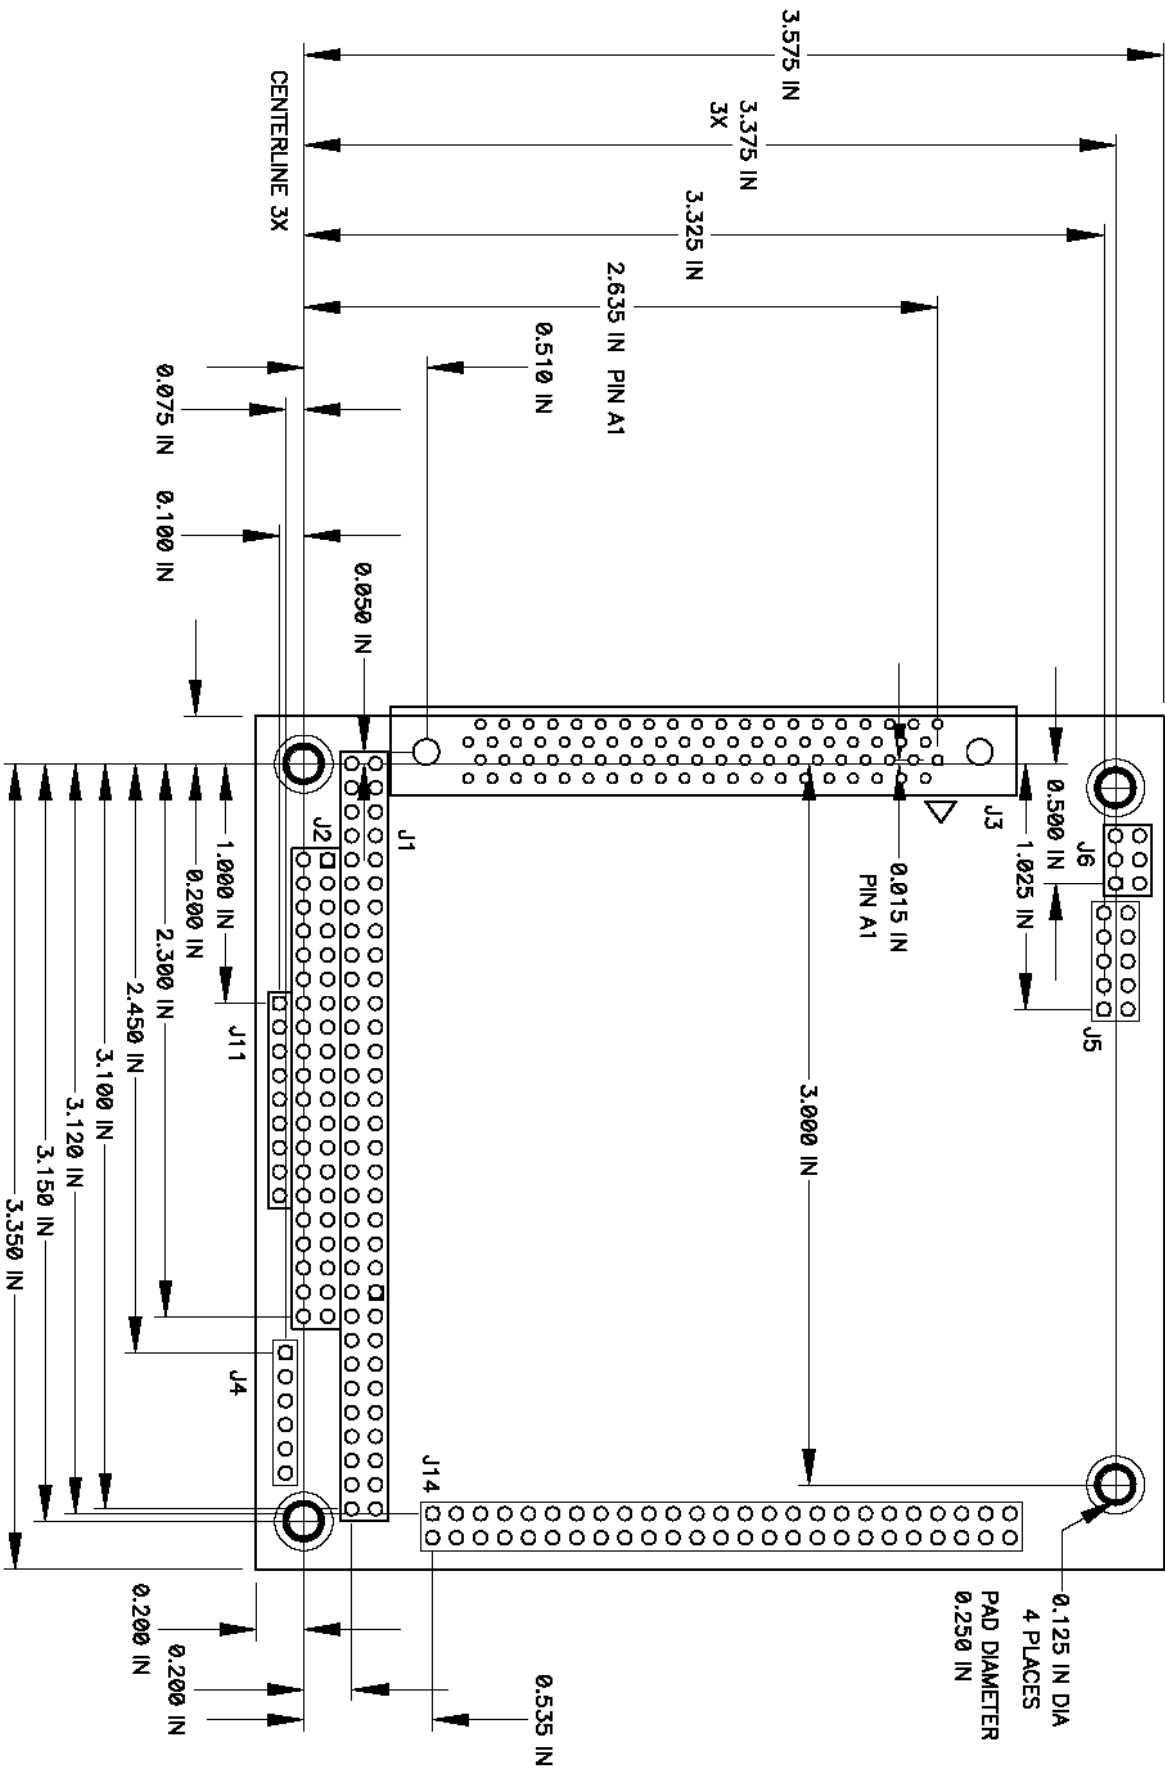 J6
J5
0.500 IN
1.025 IN
J3
0.125 IN DIA
4 PLACES
PAD DIAMETER
0.250 IN
0.015 IN
PIN A1
3.000 IN
3.575 IN
3.375 IN
3X
3.325 IN
2.635 IN PIN A1
0.510 IN
0.535 IN
J14
J1
0.050 IN
J2
CENTERLINE 3X
J11
J4
1.000 IN
0.200 IN
0.075 IN
0.100 IN
2.300 IN
0.200 IN
0.200 IN
2.450 IN
3.100 IN
3.120 IN
3.150 IN
3.350 IN